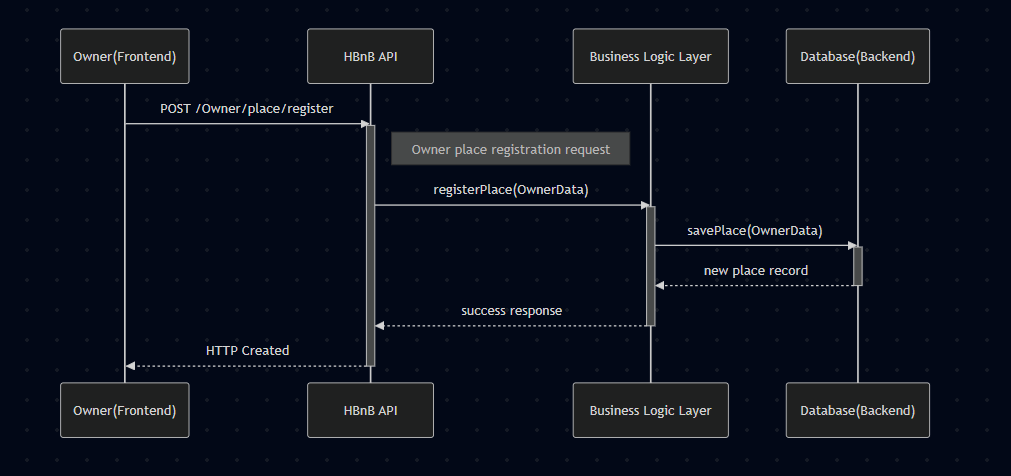 Owner(Frontend)
HBnB API
Business Logic Layer
Database(Backend)
POST /Owner/place/register
Owner place registration request
registerPlace(OwnerData)
savePlace(OwnerData)
new place record
success response
HTTP Created
Owner(Frontend)
HBnB API
Business Logic Layer
Database(Backend)